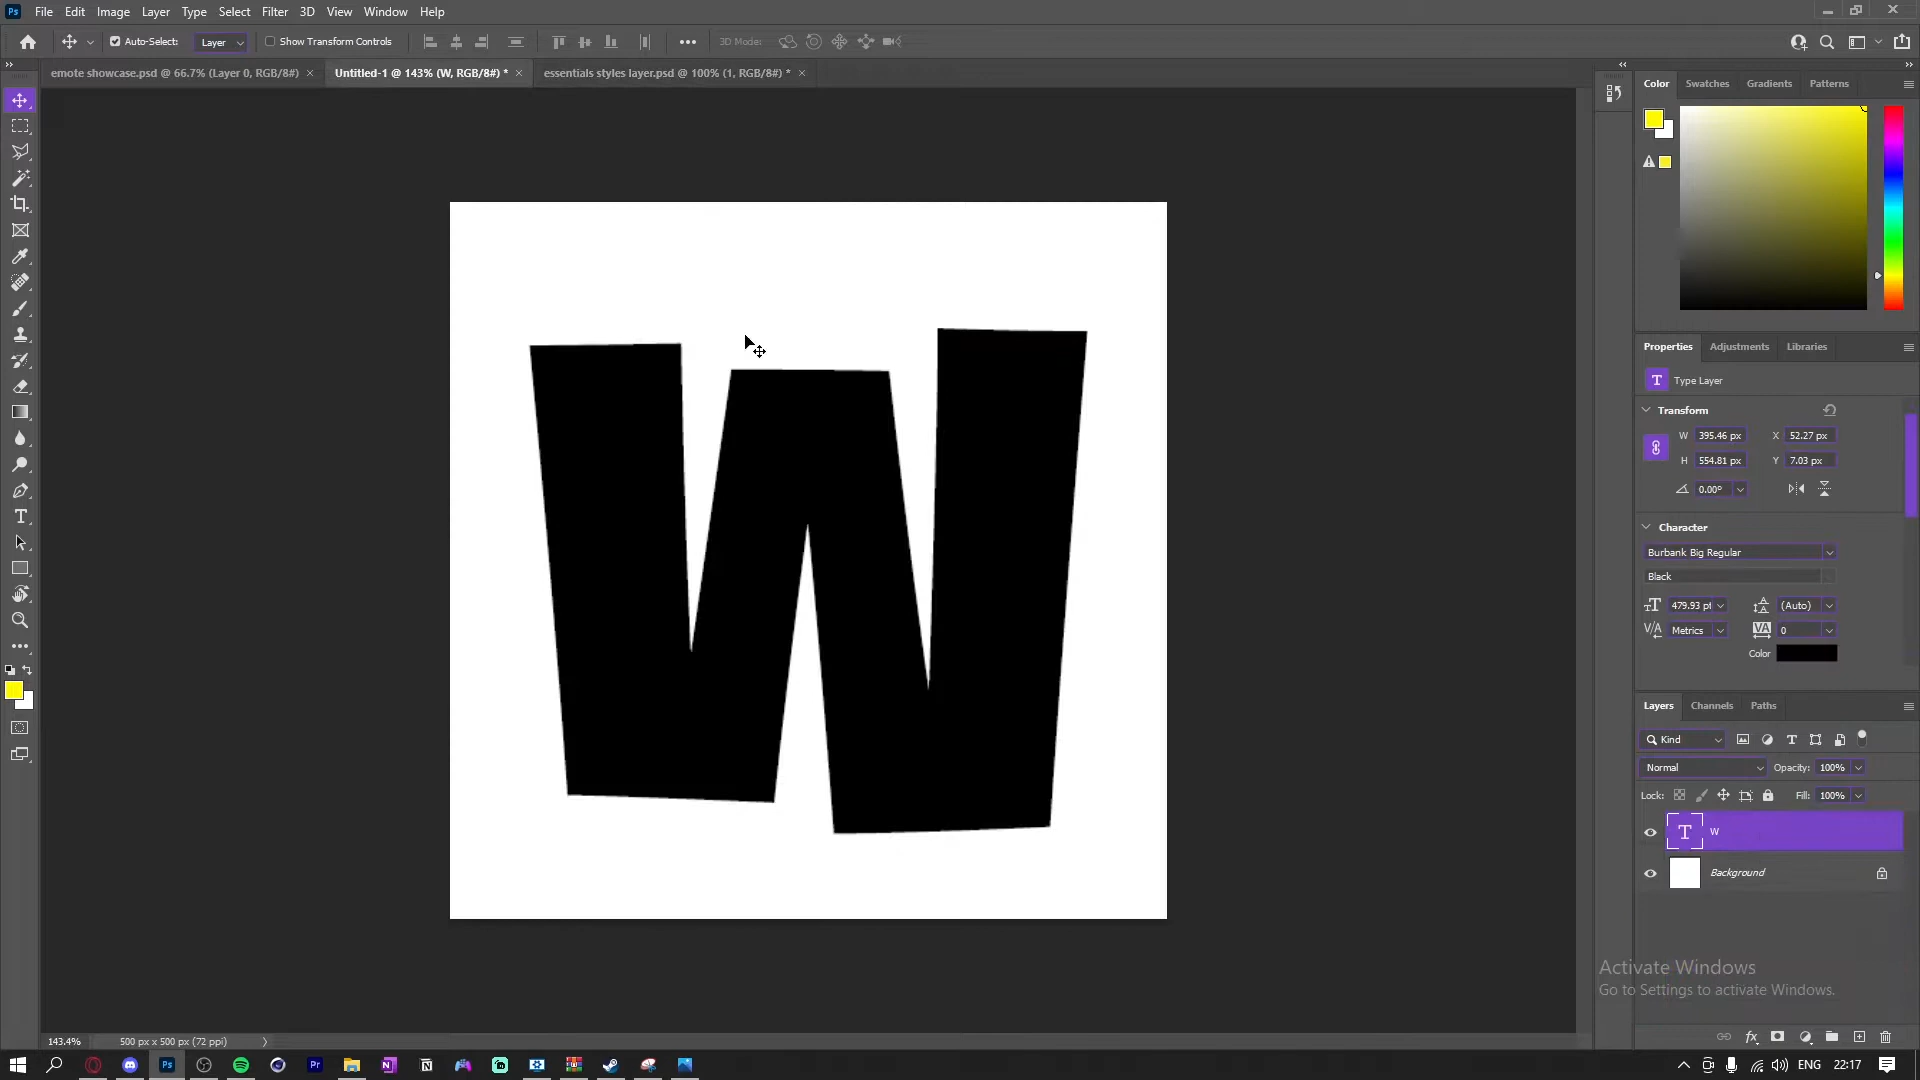 Ps File Edit Image Layer Type Select Filter 3D View Window Help
Auto-Select: Layer Show Transform Controls 3D Mode:
emote showcase.psd @ 66.7% (Layer 0, RGB/8#) Untitled-1 @ 143% (W, RGB/8#) * essentials styles layer.psd @ 100% (1, RGB/8#) *
Color Swatches Gradients Patterns
W
Properties Adjustments Libraries
T Type Layer
Transform
W 395.46 px X 52.27 px
H 554.81 px Y 7.03 px
0.00°
Character
Burbank Big Regular
Black
479.93 pt (Auto)
Metrics 0
Color
Layers Channels Paths
Kind
Normal Opacity: 100%
Lock: Fill: 100%
T W
Background
Activate Windows
Go to Settings to activate Windows.
fx
143.4% 500 px x 500 px (72 ppi)
Ps Pr N ENG 22:17